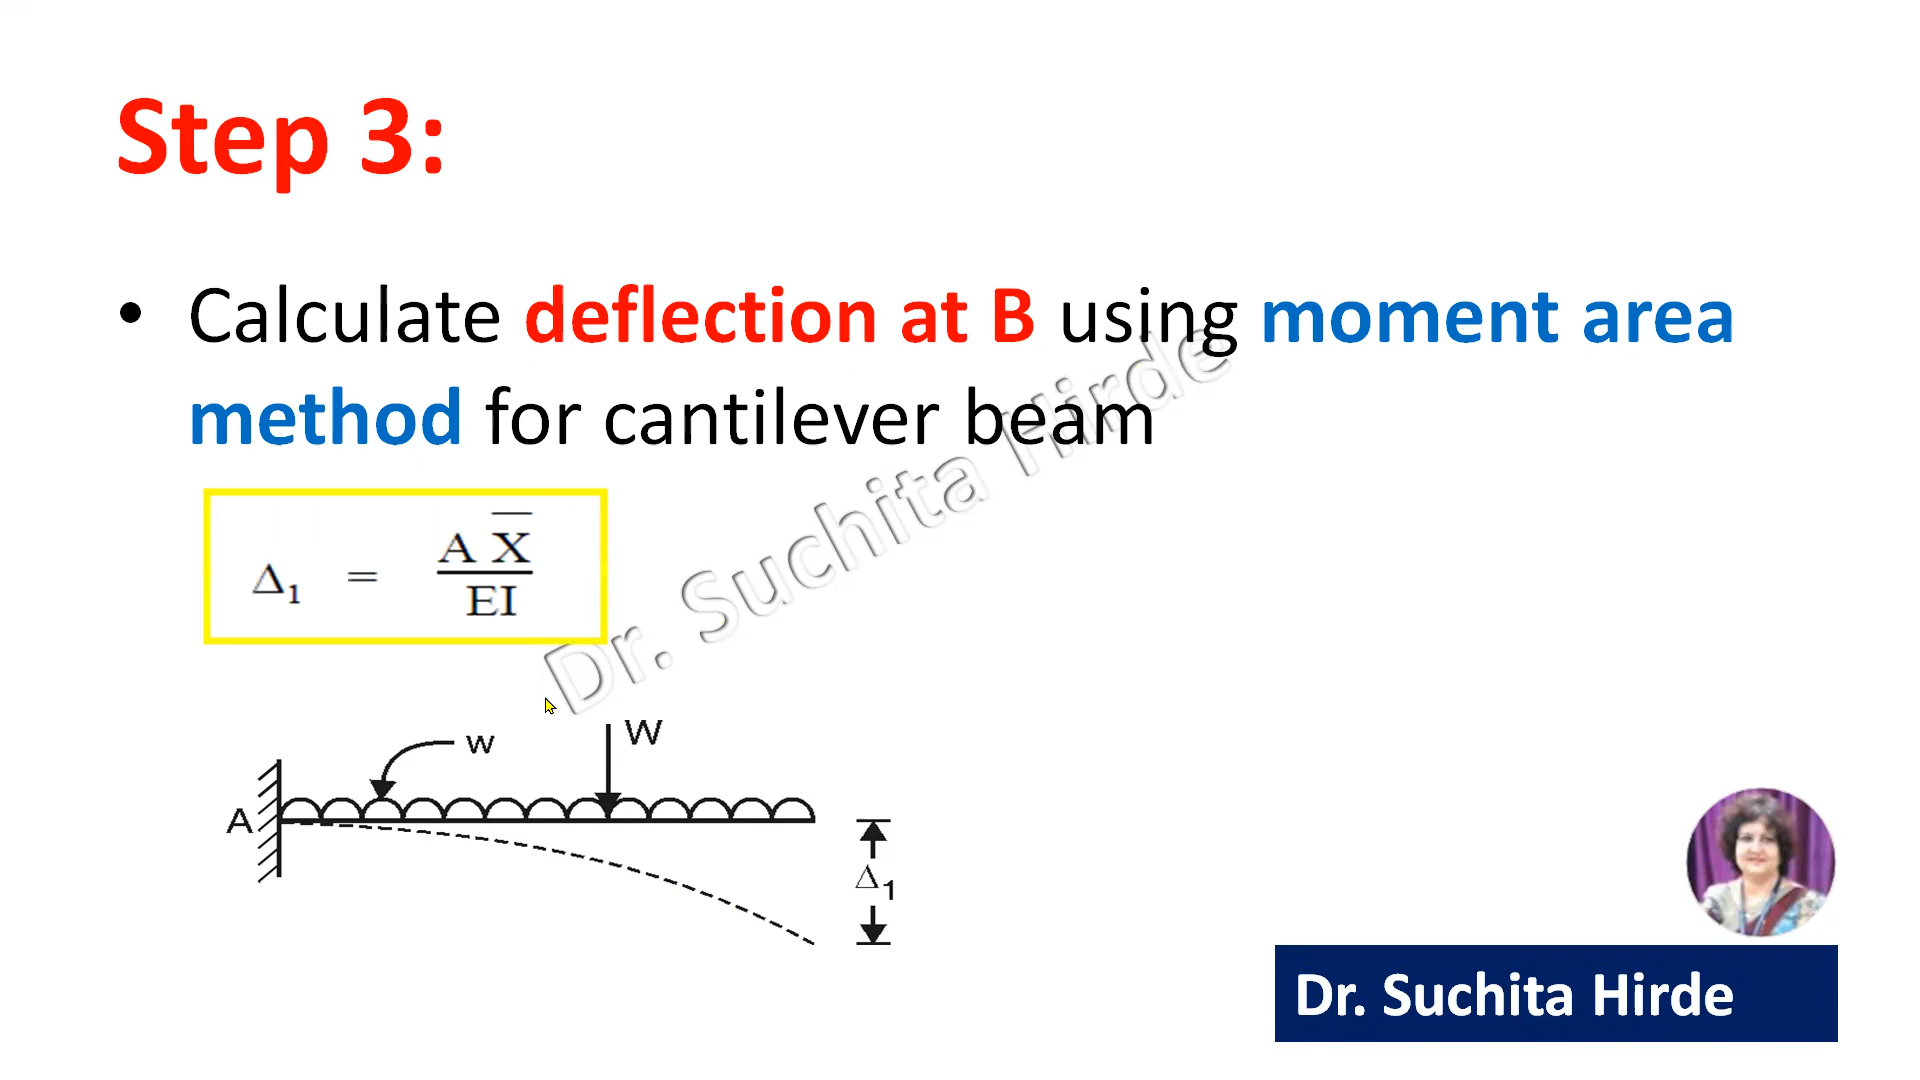 Step 3:
• Calculate deflection at B using moment area
method for cantilever beam
Δ₁ = A X̅ / EI
Dr. Suchita Hirde
w
W
A
Δ₁
Dr. Suchita Hirde